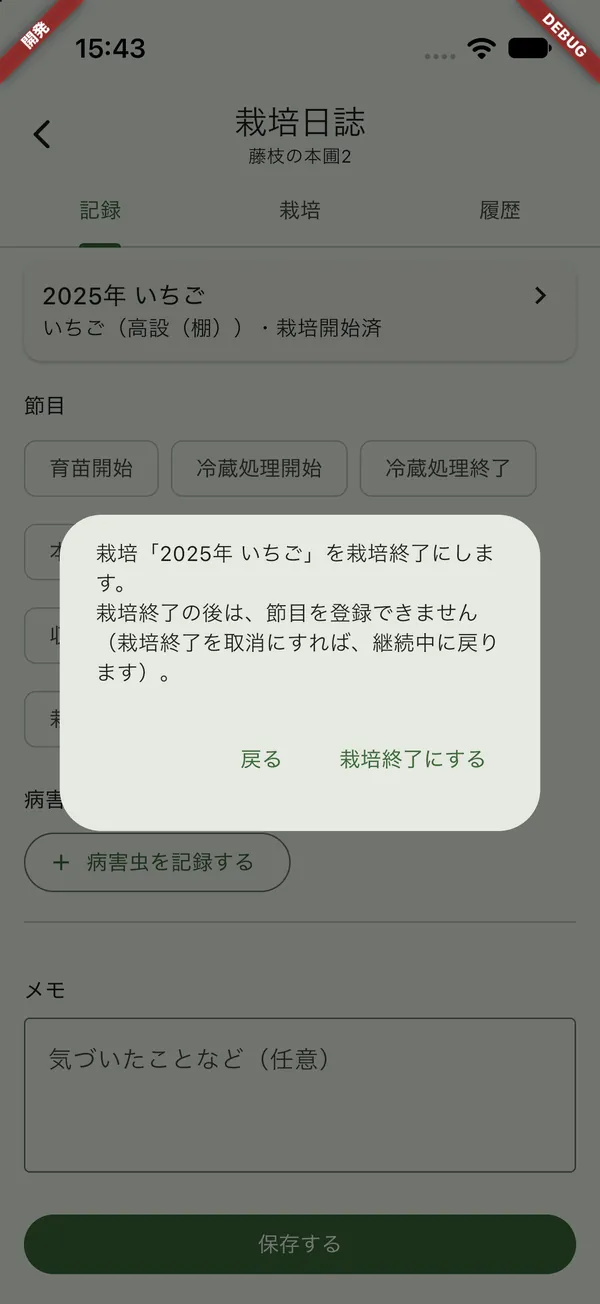 開発
DEBUG
15:43
栽培日誌
藤枝の本圃2
記録
栽培
履歴
2025年 いちご
いちご（高設（棚））・栽培開始済
節目
育苗開始
冷蔵処理開始
冷蔵処理終了
栽培「2025年 いちご」を栽培終了にしま
す。
栽培終了の後は、節目を登録できません
（栽培終了を取消にすれば、継続中に戻り
ます）。
戻る
栽培終了にする
病害
病害虫を記録する
メモ
気づいたことなど（任意）
保存する